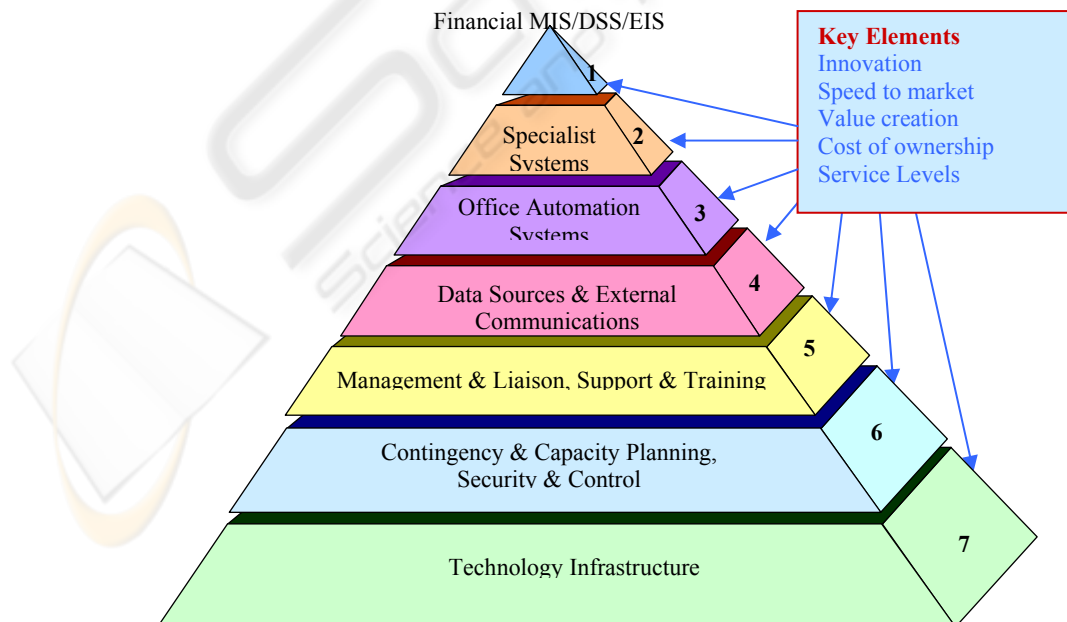 Financial MIS/DSS/EIS
1
Key Elements
Innovation
Speed to market
Value creation
Cost of ownership
Service Levels
Specialist
Systems
2
Office Automation
Systems
3
Data Sources & External
Communications
4
Management & Liaison, Support & Training
5
Contingency & Capacity Planning,
Security & Control
6
Technology Infrastructure
7